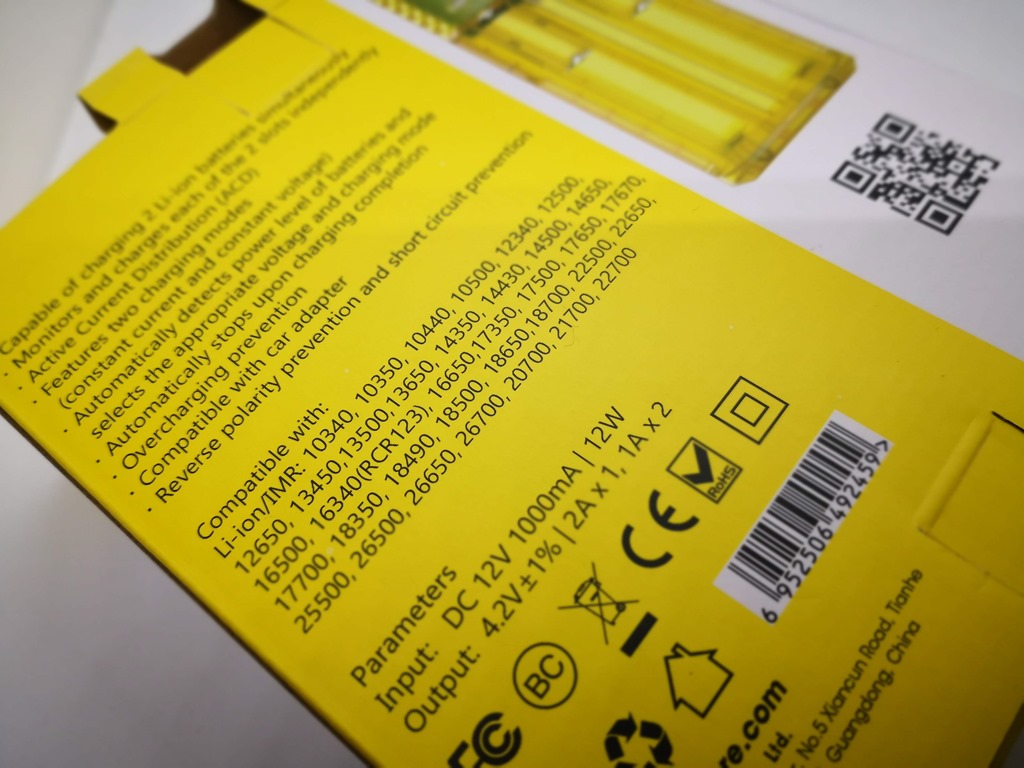 Capable of charging 2 Li-ion batteries simultaneously
· Monitors and charges each of the 2 slots independently
· Active Current Distribution (ACD)
· Features two charging modes
(constant current and constant voltage)
· Automatically detects power level of batteries and
selects the appropriate voltage and charging mode
· Automatically stops upon charging completion
· Overcharging prevention
· Compatible with car adapter
· Reverse polarity prevention and short circuit prevention
Compatible with:
Li-ion/IMR: 10340, 10350, 10440, 10500, 12340, 12500,
12650, 13450,13500,13650, 14350, 14430, 14500, 14650,
16500, 16340(RCR123), 16650,17350, 17500, 17650, 17670,
17700, 18350, 18490, 18500, 18650,18700, 22500, 22650,
25500, 26500, 26650, 26700, 20700, 21700, 22700
Parameters
Input: DC 12V 1000mA | 12W
Output: 4.2V±1% | 2A x 1, 1A x 2
FC
BC
CE
RoHS
6 952506 492459>
re.com
Ltd.
No.5 Xiancun Road, Tianhe
Guangdong, China